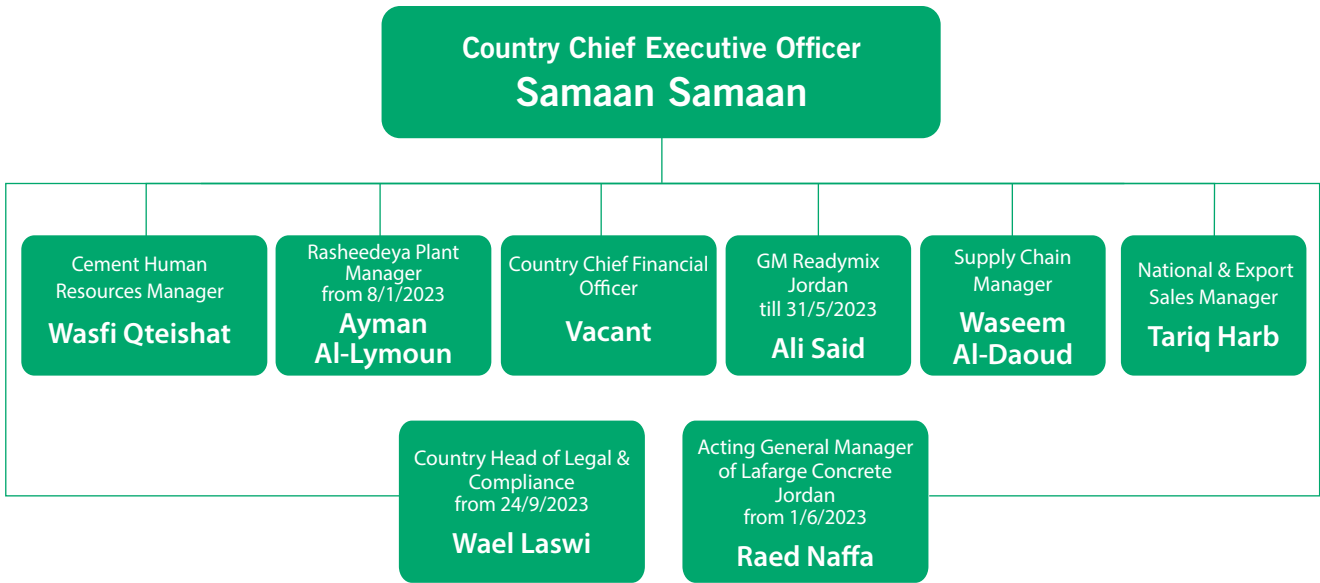 Country Chief Executive Officer
Samaan Samaan
Cement Human
Resources Manager
Wasfi Qteishat
Rasheedeya Plant
Manager
from 8/1/2023
Ayman
Al-Lymoun
Country Chief Financial
Officer
Vacant
GM Readymix
Jordan
till 31/5/2023
Ali Said
Supply Chain
Manager
Waseem
Al-Daoud
National & Export
Sales Manager
Tariq Harb
Country Head of Legal &
Compliance
from 24/9/2023
Wael Laswi
Acting General Manager
of Lafarge Concrete
Jordan
from 1/6/2023
Raed Naffa